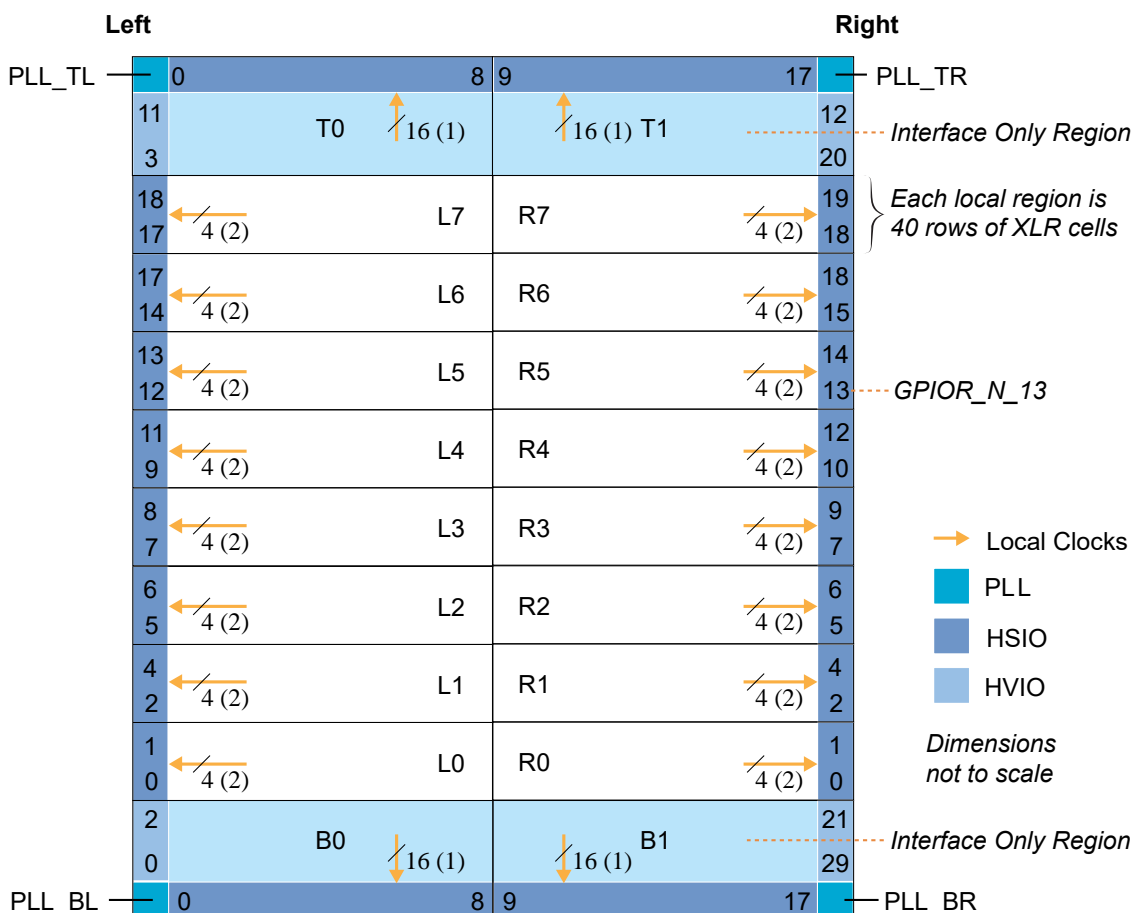 Left Right
PLL_TL 0 8 9 17 PLL_TR
11 T0 16 (1) 16 (1) T1 12 Interface Only Region
3 20
18 4 (2) L7 R7 4 (2) 19 Each local region is
17 18 40 rows of XLR cells
17 4 (2) L6 R6 4 (2) 18
14 15
13 4 (2) L5 R5 4 (2) 14
12 13 GPIOR_N_13
11 4 (2) L4 R4 4 (2) 12
9 10
8 4 (2) L3 R3 4 (2) 9
7 7 Local Clocks
6 4 (2) L2 R2 4 (2) 6 PLL
5 5 HSIO
4 4 (2) L1 R1 4 (2) 4 HVIO
2 2
1 4 (2) L0 R0 4 (2) 1 Dimensions
0 0 not to scale
2 B0 16 (1) 16 (1) B1 21 Interface Only Region
0 29
PLL_BL 0 8 9 17 PLL_BR